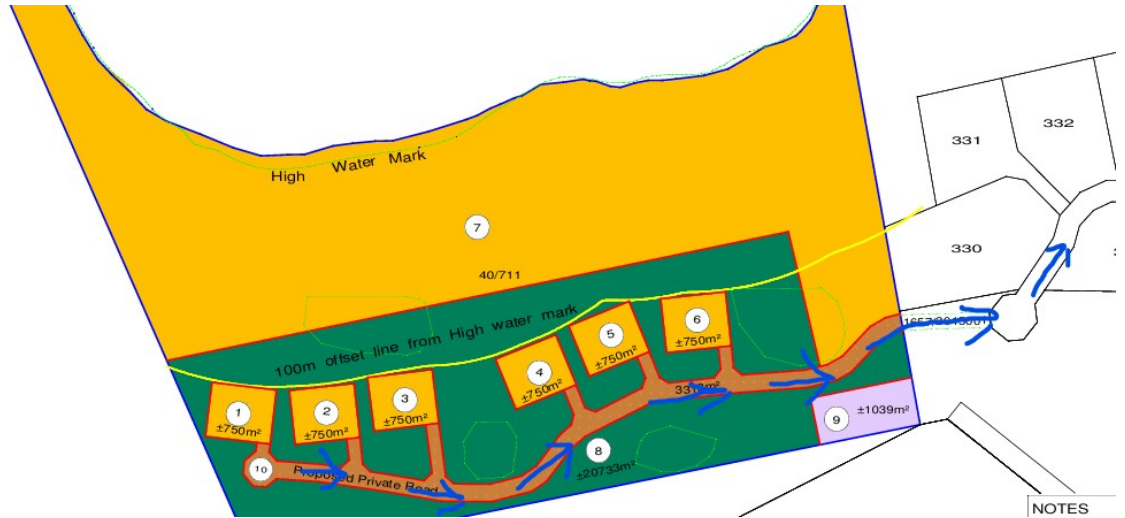 331
332
High Water Mark
7
330
40/711
100m offset line from High water mark
6
±750m²
5
±750m²
4
±750m²
3
±750m²
2
±750m²
1
±750m²
9
±1039m²
8
±20733m²
10
Proposed Private Road
NOTES